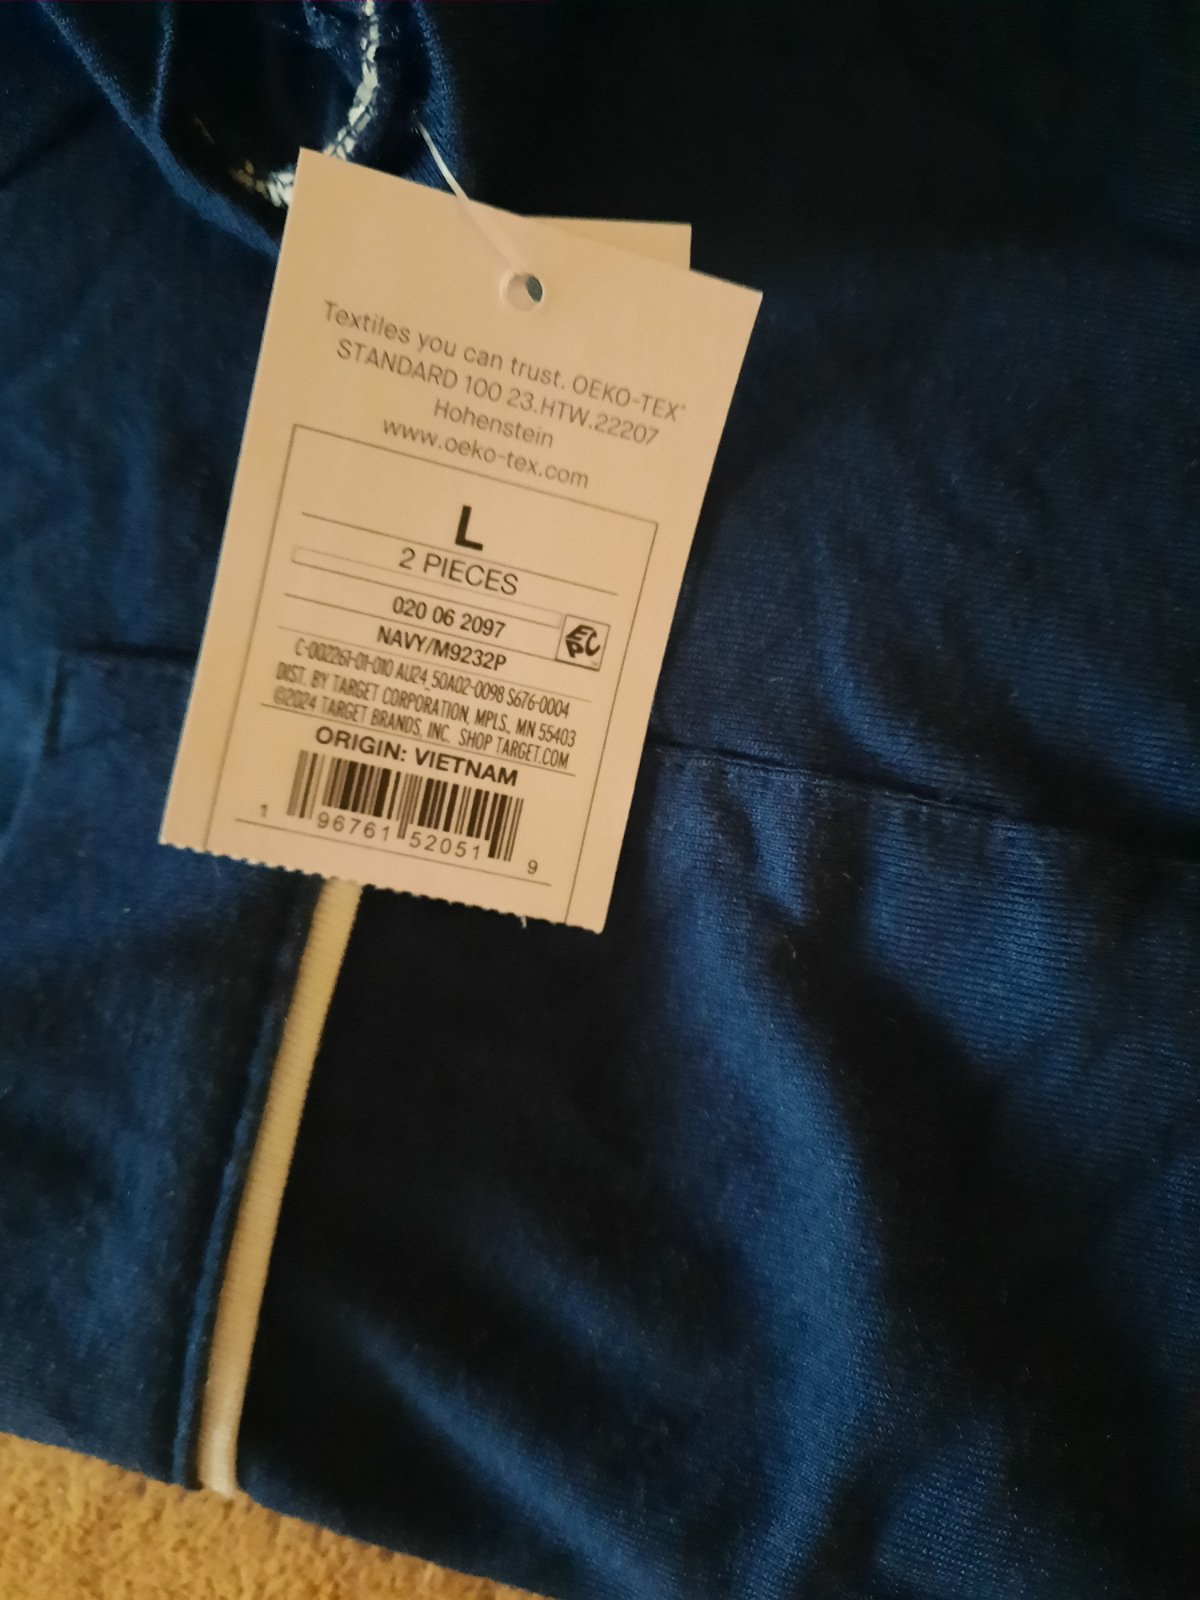 Textiles you can trust. OEKO-TEX®
STANDARD 100 23.HTW.22207
Hohenstein
www.oeko-tex.com
L
2 PIECES
020 06 2097
NAVY/M9232P
C-002261-01-010 AU24_50A02-0098 S676-0004
DIST. BY TARGET CORPORATION, MPLS., MN 55403
©2024 TARGET BRANDS, INC. SHOP TARGET.COM
ORIGIN: VIETNAM
1 96761 52051 9